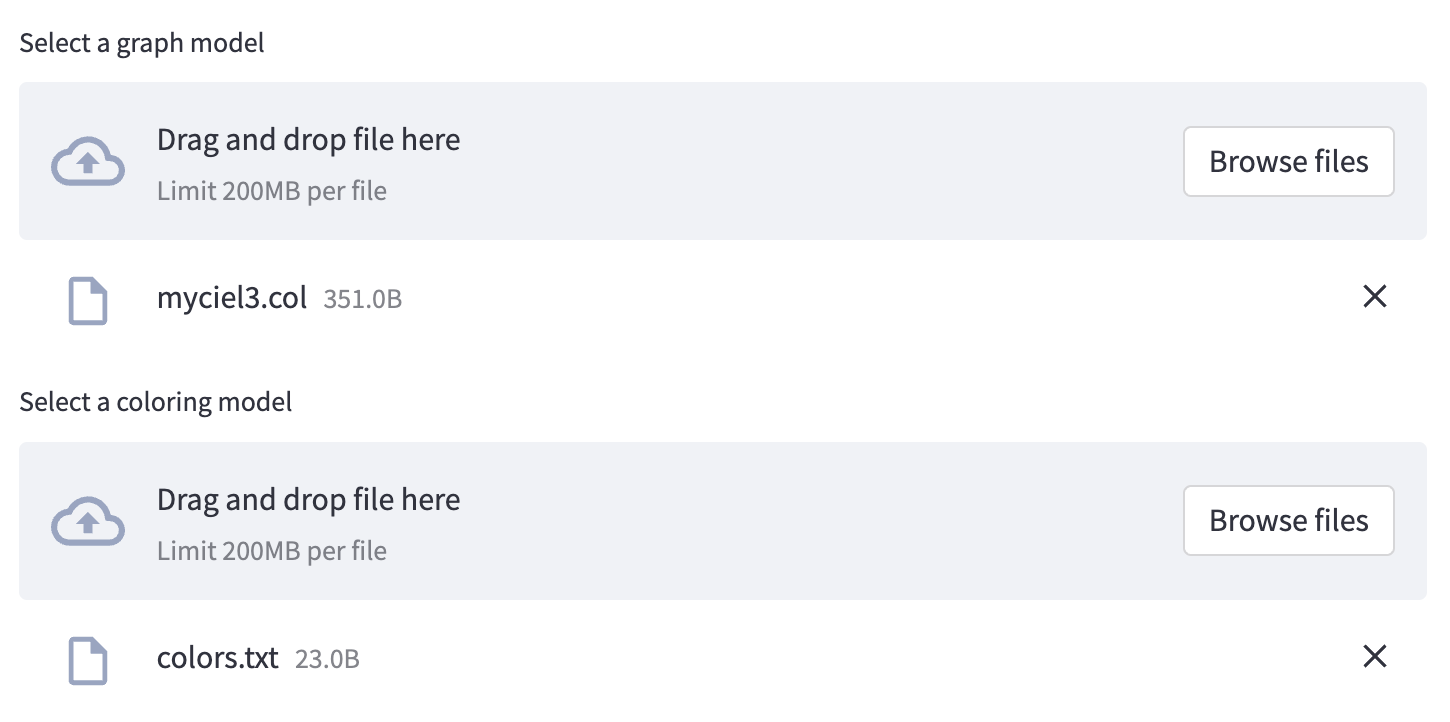 Select a graph model
Drag and drop file here
Limit 200MB per file
Browse files
myciel3.col 351.0B
Select a coloring model
Drag and drop file here
Limit 200MB per file
Browse files
colors.txt 23.0B